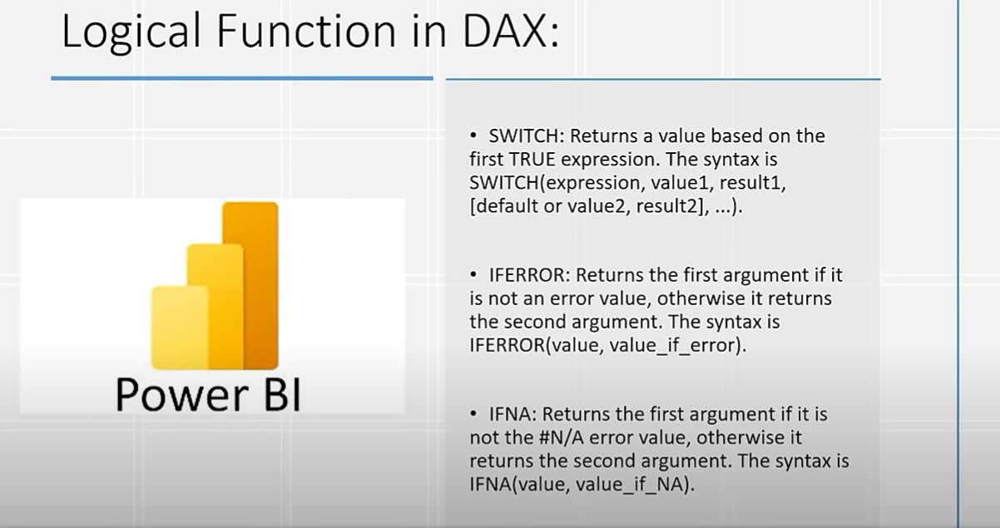 Logical Function in DAX:
• SWITCH: Returns a value based on the
first TRUE expression. The syntax is
SWITCH(expression, value1, result1,
[default or value2, result2], ...).
• IFERROR: Returns the first argument if it
is not an error value, otherwise it returns
the second argument. The syntax is
IFERROR(value, value_if_error).
• IFNA: Returns the first argument if it is
not the #N/A error value, otherwise it
returns the second argument. The syntax is
IFNA(value, value_if_NA).
Power BI